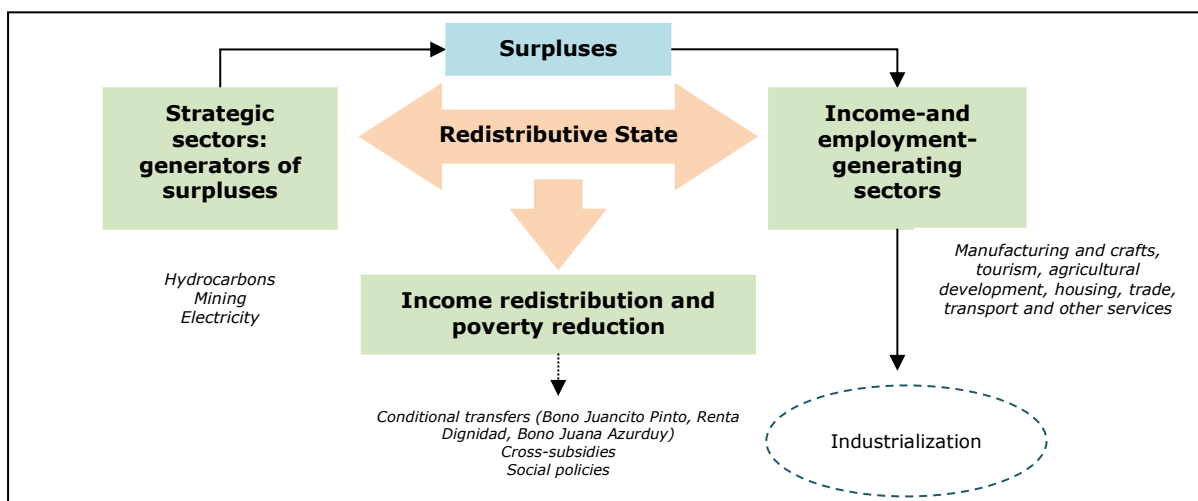 Surpluses
Strategic
sectors:
generators of
surpluses
Redistributive State
Income-and
employment-
generating
sectors
Hydrocarbons
Mining
Electricity
Manufacturing and crafts,
tourism, agricultural
development, housing, trade,
transport and other services
Income redistribution and
poverty reduction
Conditional transfers (Bono Juancito Pinto, Renta
Dignidad, Bono Juana Azurduy)
Cross-subsidies
Social policies
Industrialization